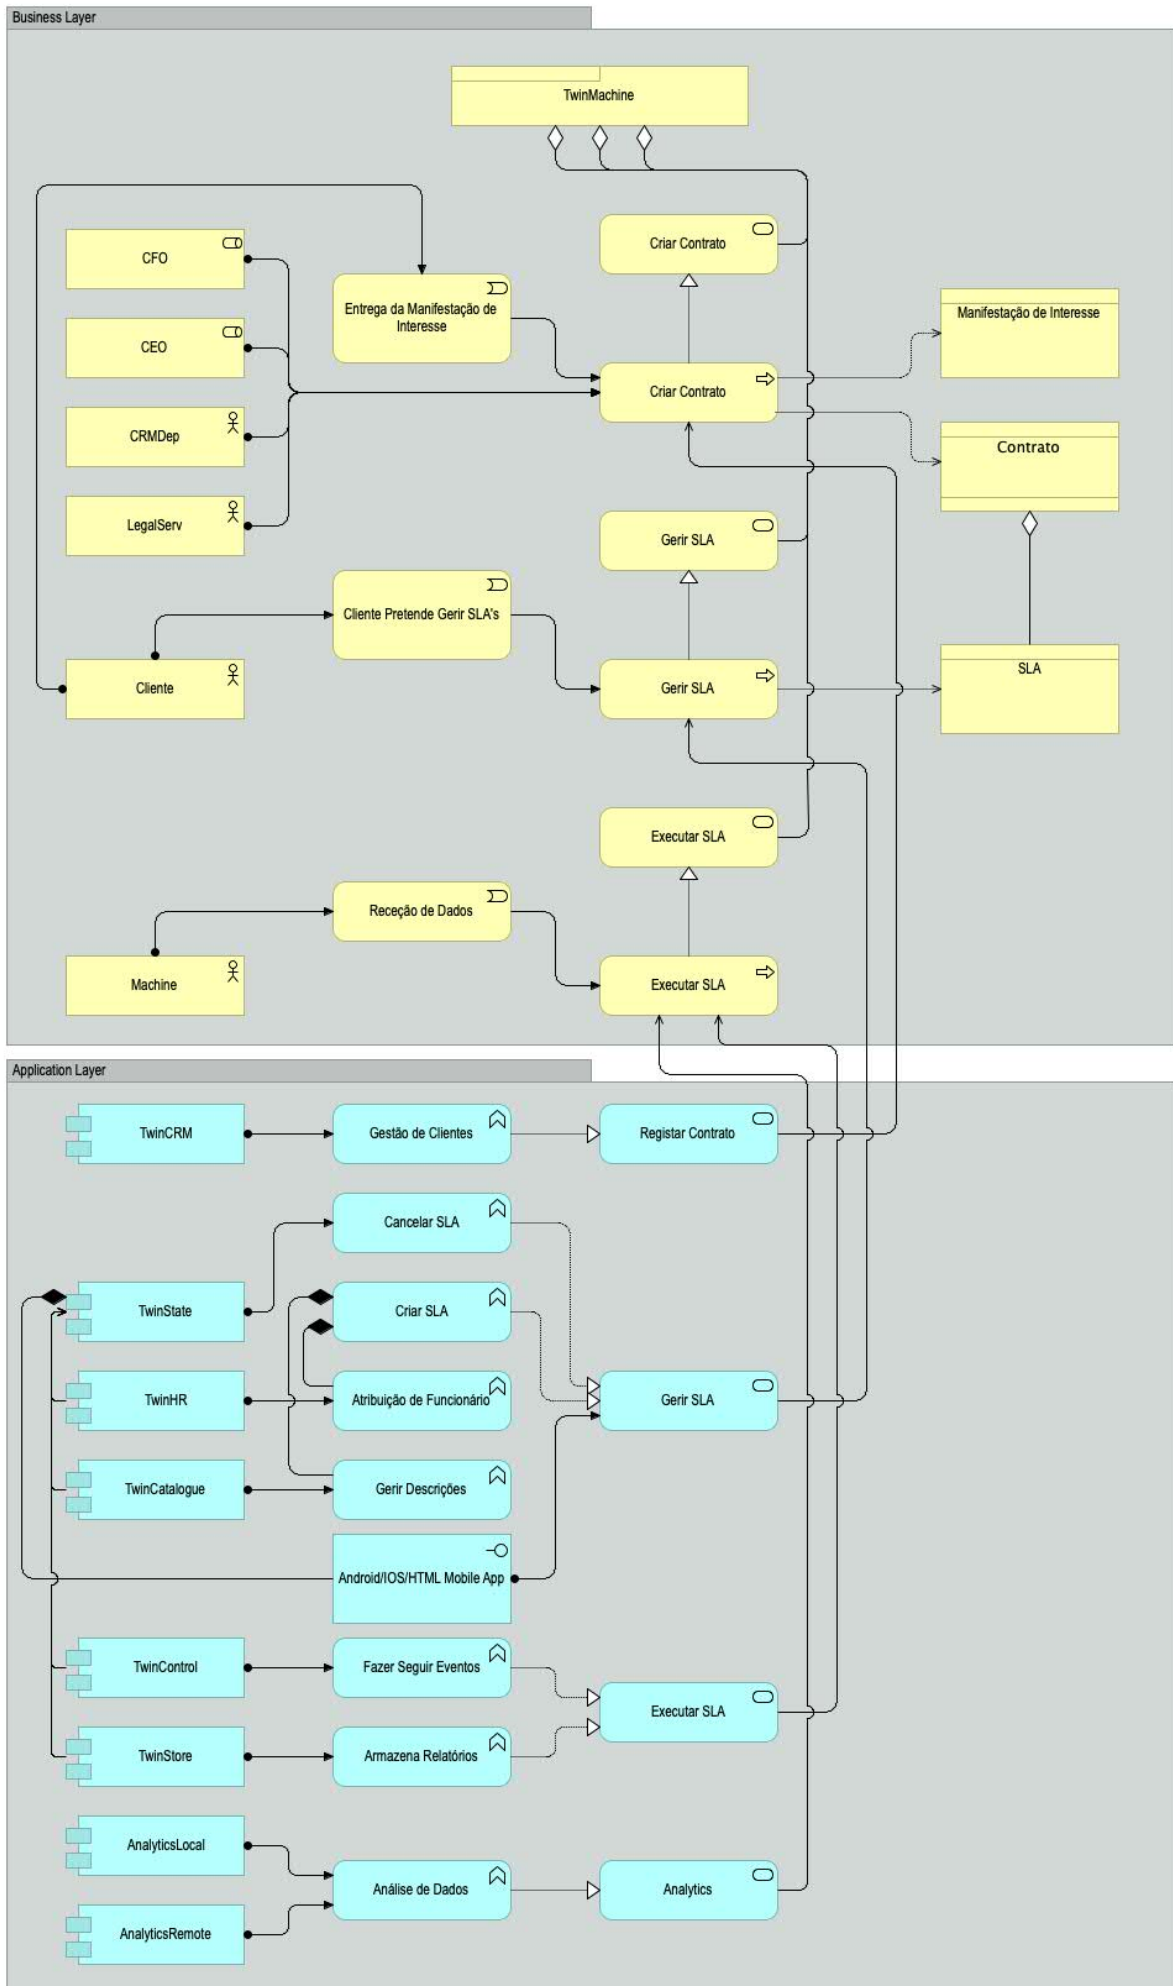 Business Layer
TwinMachine
Criar Contrato
CFO
Entrega da Manifestação de
Interesse
Manifestação de Interesse
CEO
Criar Contrato
CRMDep
Contrato
LegalServ
Gerir SLA
Cliente Pretende Gerir SLA's
Cliente
Gerir SLA
SLA
Executar SLA
Receção de Dados
Machine
Executar SLA
Application Layer
TwinCRM
Gestão de Clientes
Registar Contrato
Cancelar SLA
TwinState
Criar SLA
TwinHR
Atribuição de Funcionário
Gerir SLA
TwinCatalogue
Gerir Descrições
Android/IOS/HTML Mobile App
TwinControl
Fazer Seguir Eventos
Executar SLA
TwinStore
Armazena Relatórios
AnalyticsLocal
Análise de Dados
Analytics
AnalyticsRemote